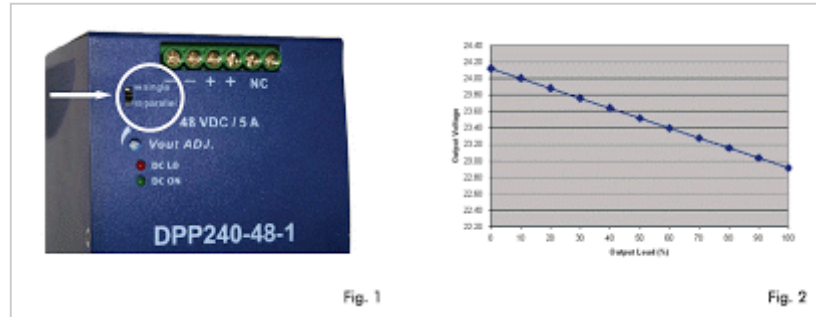 single
parallel
– – + + NC
48 VDC / 5 A
Vout ADJ.
DC LO
DC ON
DPP240-48-1
Fig. 1
24.40
24.20
24.00
23.80
23.60
23.40
23.20
23.00
22.80
22.60
22.40
22.20
Output Voltage
0 10 20 30 40 50 60 70 80 90 100
Output Load (%)
Fig. 2